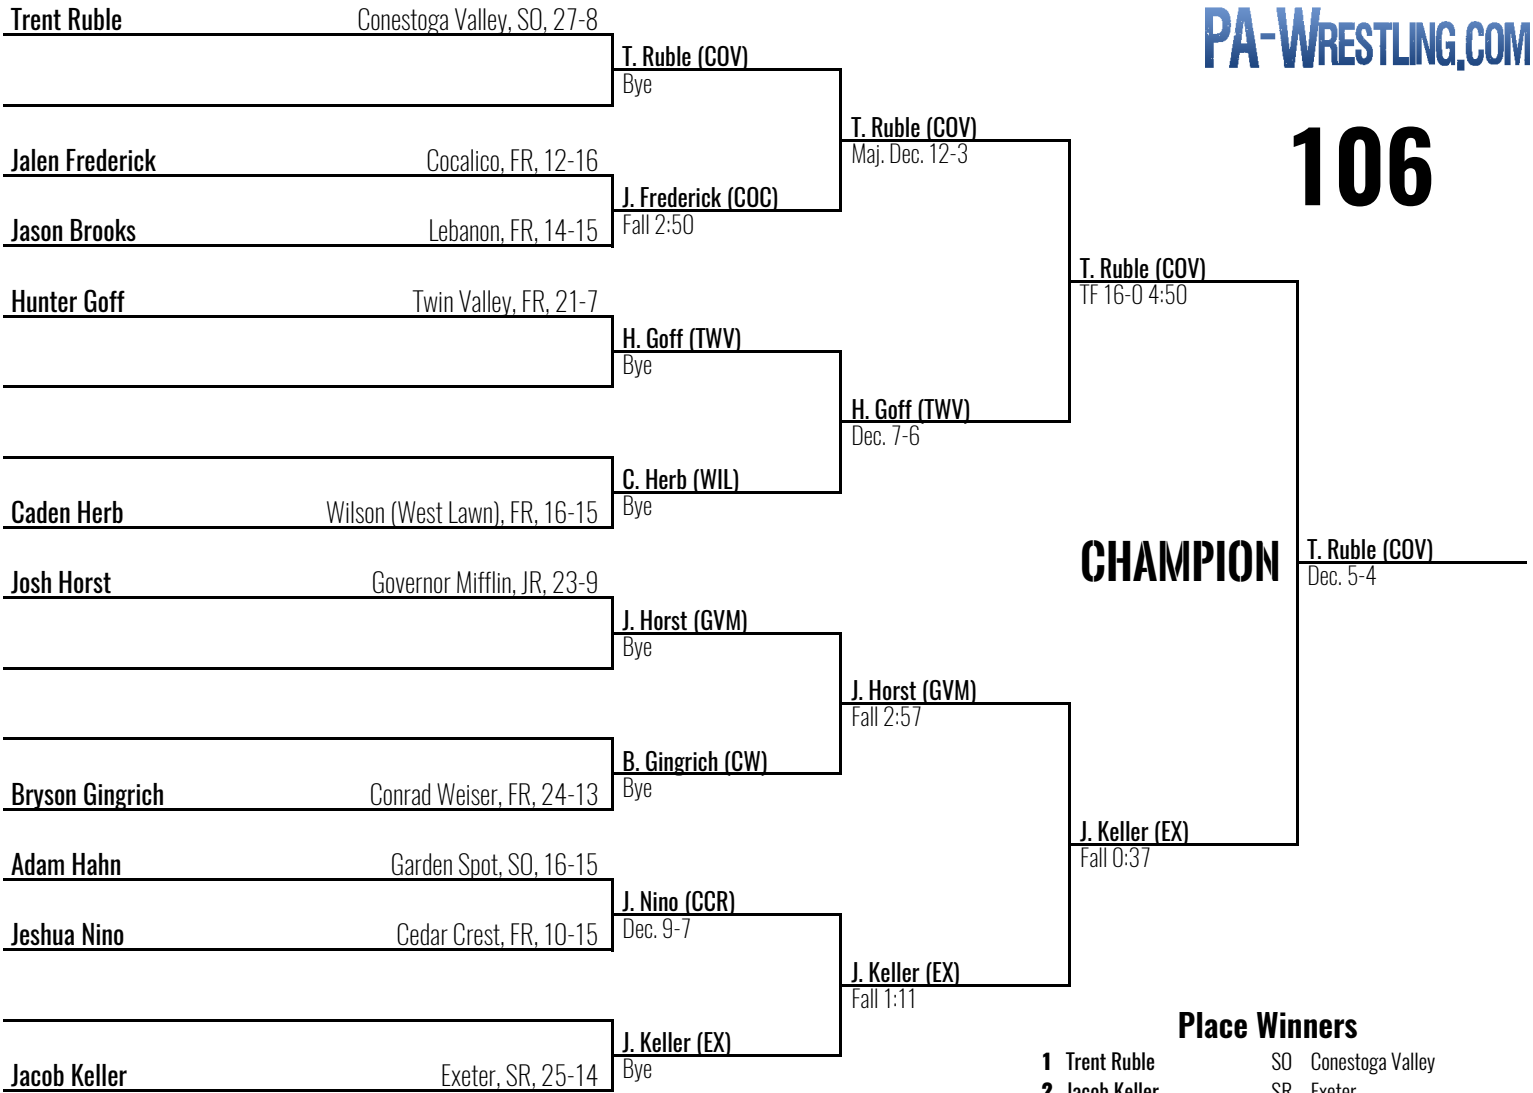 Trent Ruble Conestoga Valley, SO, 27-8
PA-WRESTLING.COM
T. Ruble (COV)
Bye
106
T. Ruble (COV)
Maj. Dec. 12-3
Jalen Frederick Cocalico, FR, 12-16
J. Frederick (COC)
Fall 2:50
Jason Brooks Lebanon, FR, 14-15
T. Ruble (COV)
TF 16-0 4:50
Hunter Goff Twin Valley, FR, 21-7
H. Goff (TWV)
Bye
H. Goff (TWV)
Dec. 7-6
C. Herb (WIL)
Bye
Caden Herb Wilson (West Lawn), FR, 16-15
CHAMPION
T. Ruble (COV)
Dec. 5-4
Josh Horst Governor Mifflin, JR, 23-9
J. Horst (GVM)
Bye
J. Horst (GVM)
Fall 2:57
B. Gingrich (CW)
Bye
Bryson Gingrich Conrad Weiser, FR, 24-13
J. Keller (EX)
Fall 0:37
Adam Hahn Garden Spot, SO, 16-15
J. Nino (CCR)
Dec. 9-7
Jeshua Nino Cedar Crest, FR, 10-15
J. Keller (EX)
Fall 1:11
J. Keller (EX)
Bye
Jacob Keller Exeter, SR, 25-14
Place Winners
1 Trent Ruble SO Conestoga Valley
2 Jacob Keller SR Exeter